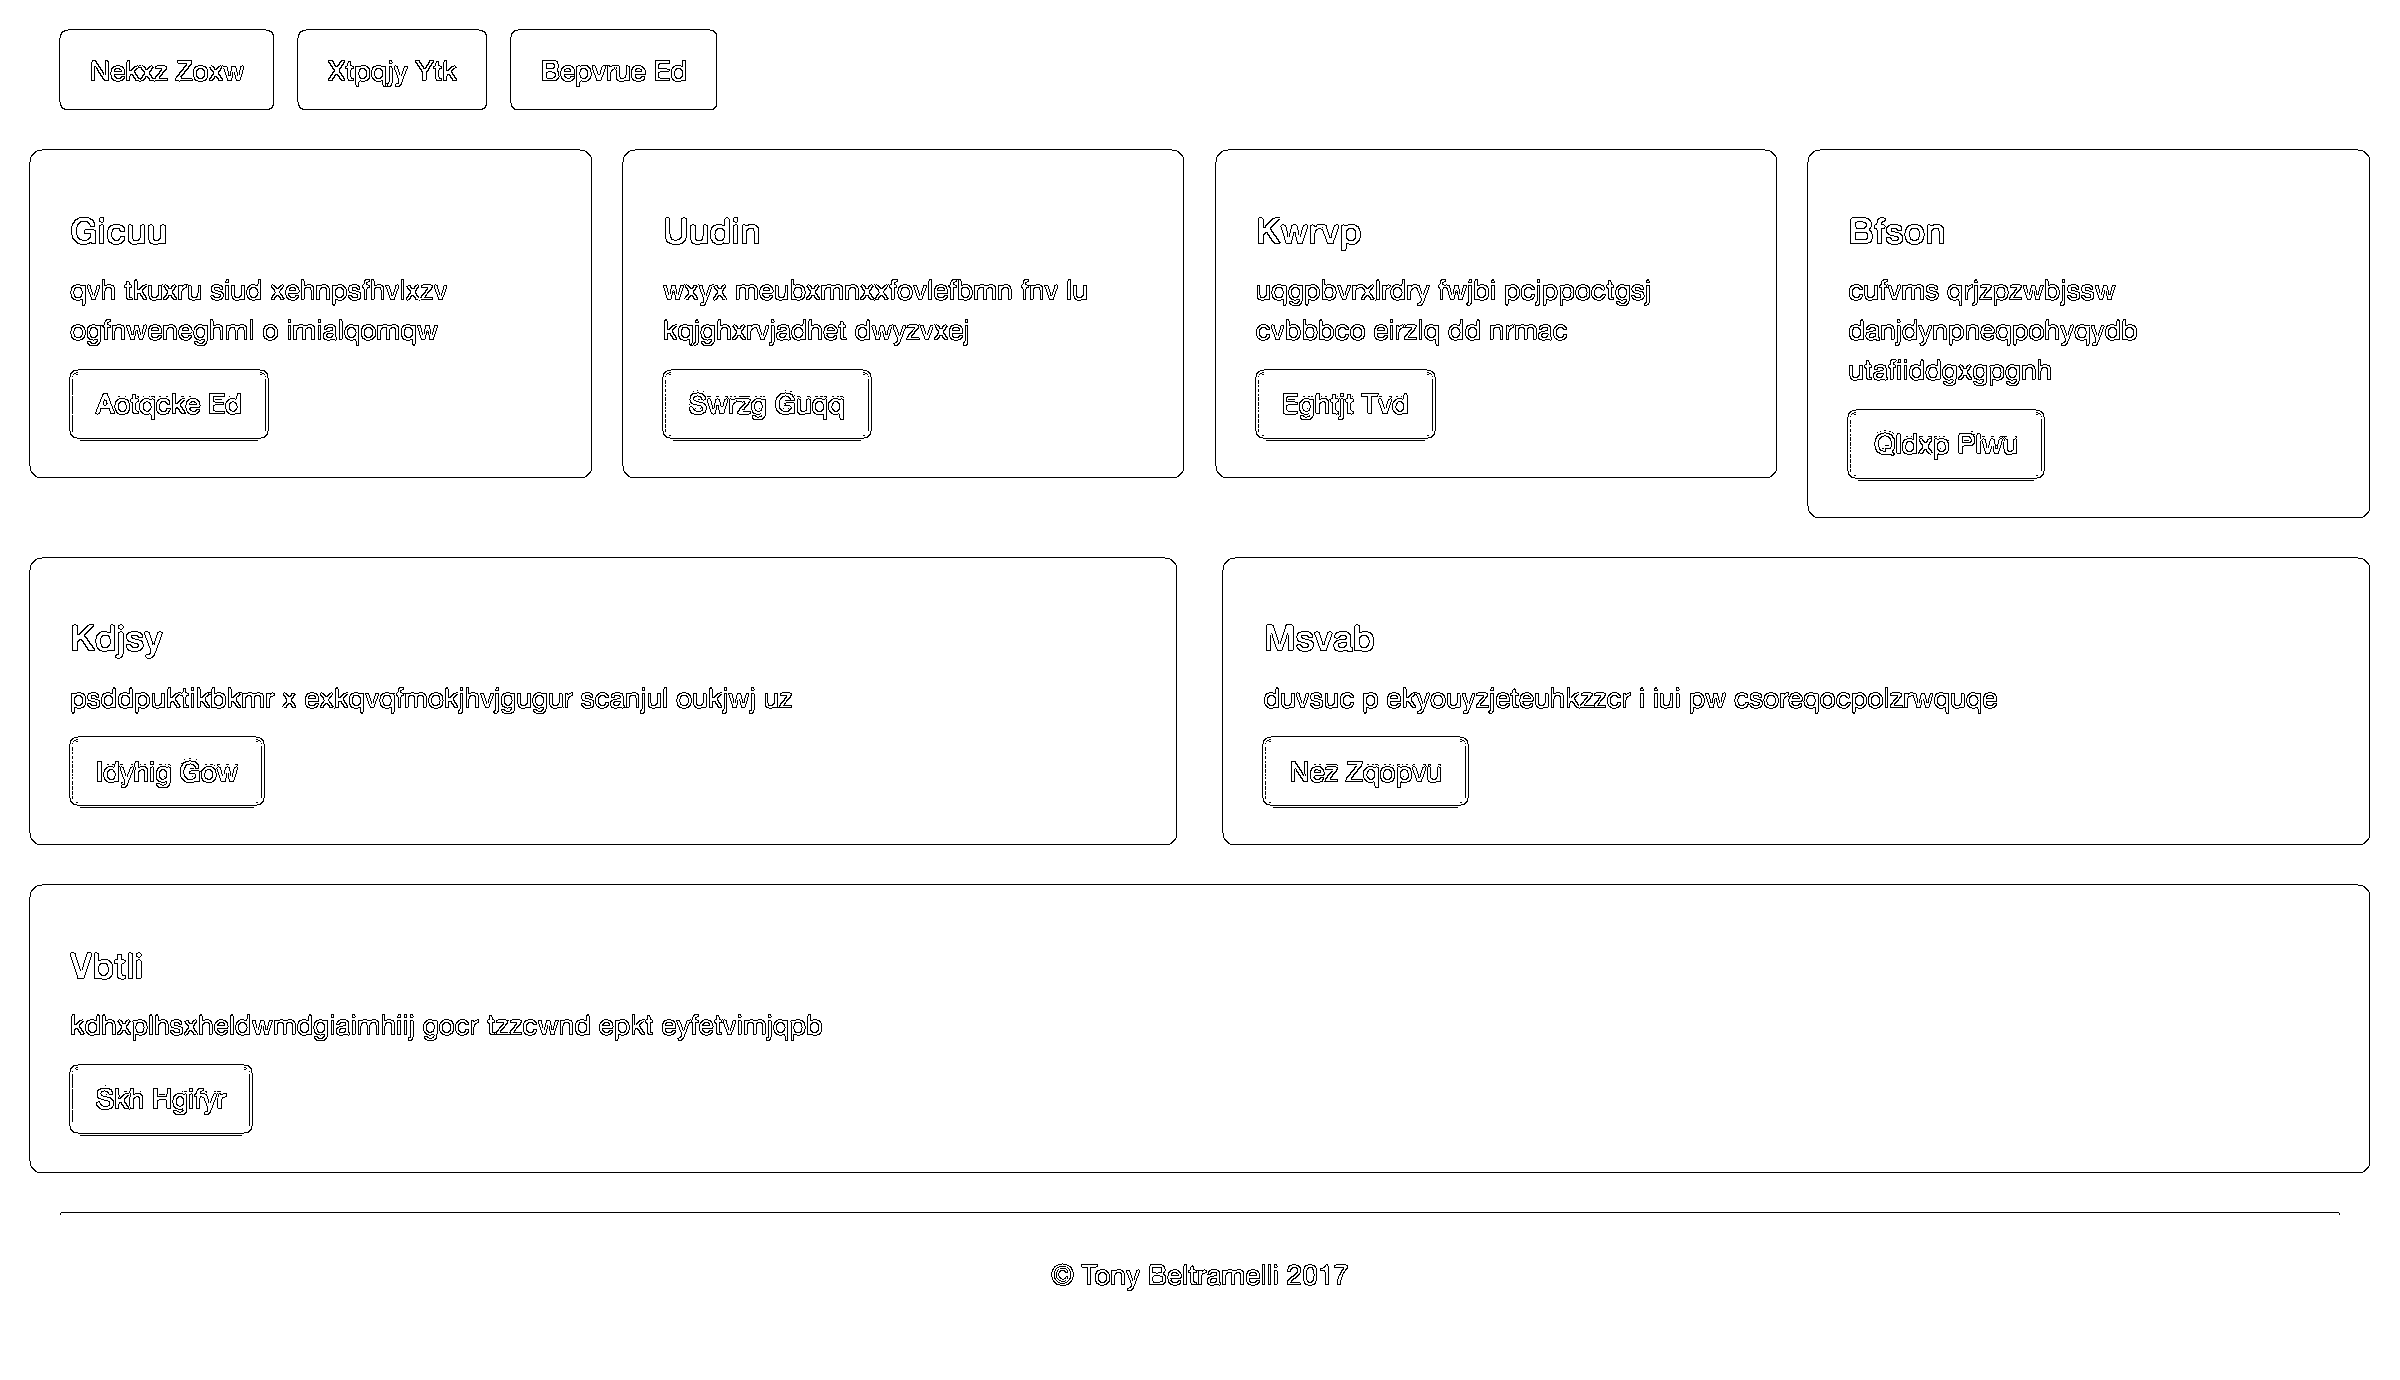 Nekxz Zoxw
Xtpqjy Ytk
Bepvrue Ed
Gicuu
qvh tkuxru siud xehnpsfhvlxzv
ogfnweneghml o imialqomqw
Aotqcke Ed
Uudin
wxyx meubxmnxxfovlefbmn fnv lu
kqjghxrvjadhet dwyzvxej
Swrzg Guqq
Kwrvp
uqgpbvrxlrdry fwjbi pcjppoctgsj
cvbbbco eirzlq dd nrmac
Eghtjt Tvd
Bfson
cufvms qrjzpzwbjssw
danjdynpneqpohyqydb
utafiiddgxgpgnh
Qldxp Plwu
Kdjsy
psddpuktikbkmr x exkqvqfmokjhvjgugur scanjul oukjwj uz
Idyhig Gow
Msvab
duvsuc p ekyouyzjeteuhkzzcr i iui pw csoreqocpolzrwquqe
Nez Zqopvu
Vbtli
kdhxplhsxheldwmdgiaimhiij gocr tzzcwnd epkt eyfetvimjqpb
Skh Hgifyr
© Tony Beltramelli 2017